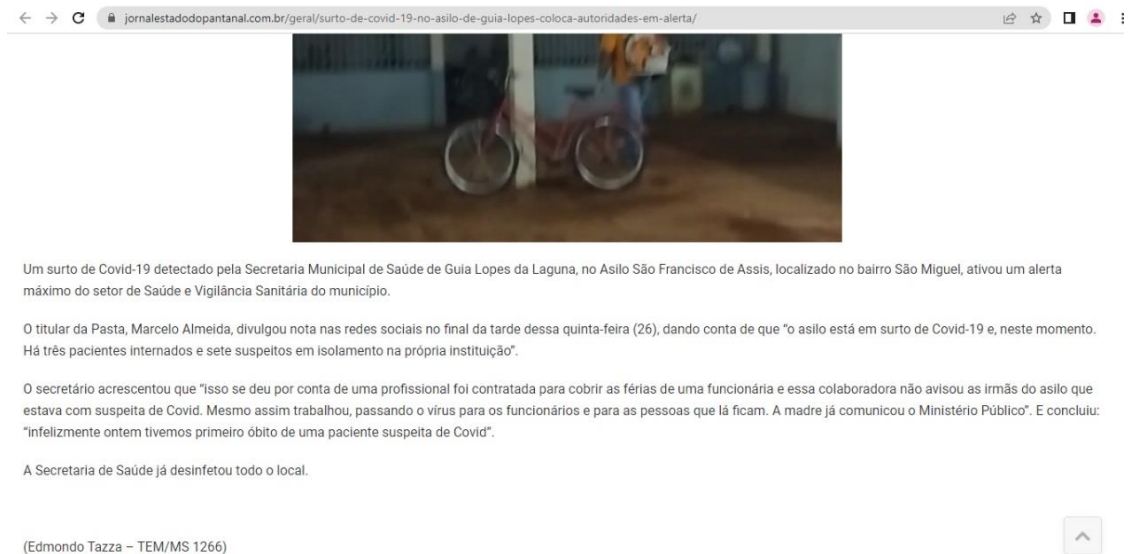 jornalestadodopantanal.com.br/geral/surto-de-covid-19-no-asilo-de-guia-lopes-coloca-autoridades-em-alerta/
Um surto de Covid-19 detectado pela Secretaria Municipal de Saúde de Guia Lopes da Laguna, no Asilo São Francisco de Assis, localizado no bairro São Miguel, ativou um alerta
máximo do setor de Saúde e Vigilância Sanitária do município.
O titular da Pasta, Marcelo Almeida, divulgou nota nas redes sociais no final da tarde dessa quinta-feira (26), dando conta de que “o asilo está em surto de Covid-19 e, neste momento.
Há três pacientes internados e sete suspeitos em isolamento na própria instituição”.
O secretário acrescentou que “isso se deu por conta de uma profissional foi contratada para cobrir as férias de uma funcionária e essa colaboradora não avisou as irmãs do asilo que
estava com suspeita de Covid. Mesmo assim trabalhou, passando o vírus para os funcionários e para as pessoas que lá ficam. A madre já comunicou o Ministério Público”. E concluiu:
“infelizmente ontem tivemos primeiro óbito de uma paciente suspeita de Covid”.
A Secretaria de Saúde já desinfetou todo o local.
(Edmondo Tazza – TEM/MS 1266)